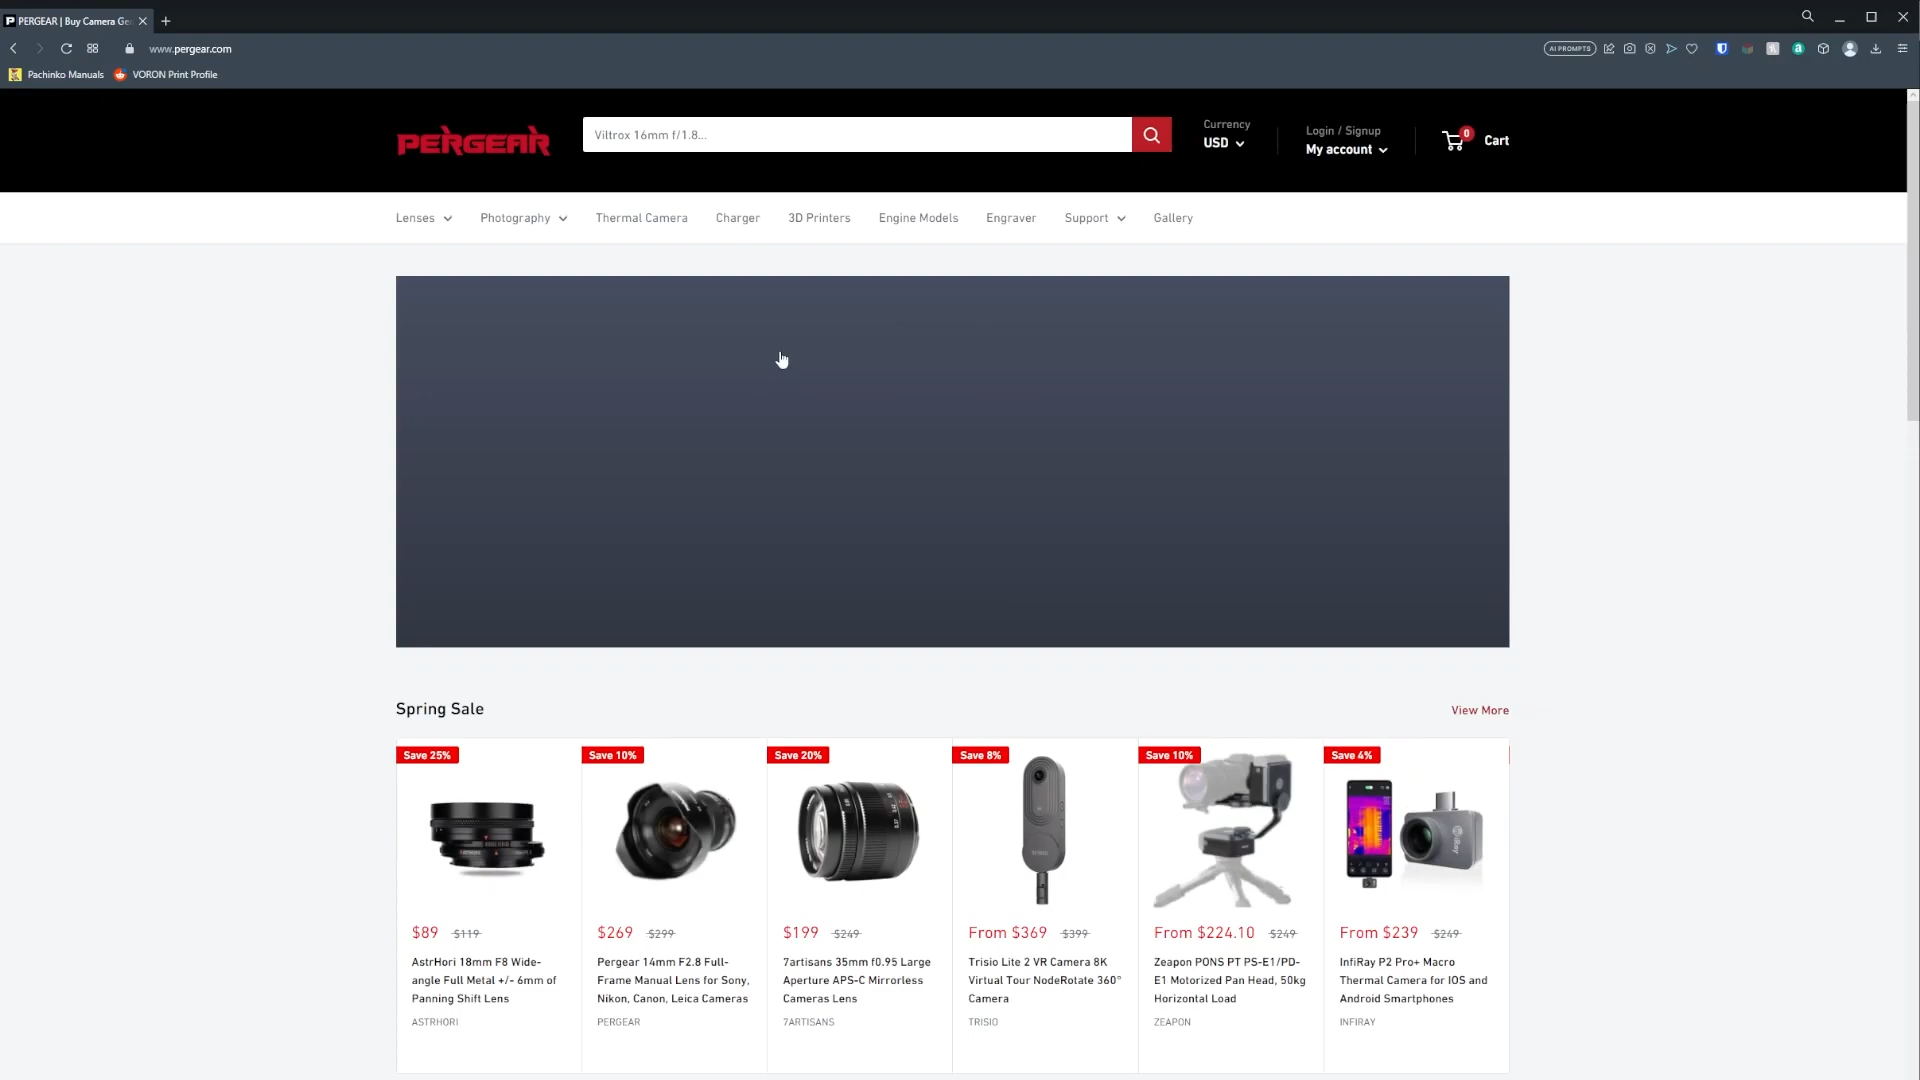 PERGEAR | Buy Camera Ge
www.pergear.com
AI PROMPTS
Pachinko Manuals
VORON Print Profile
PERGEAR
Viltrox 16mm f/1.8...
Currency
USD
Login / Signup
My account
0
Cart
Lenses
Photography
Thermal Camera
Charger
3D Printers
Engine Models
Engraver
Support
Gallery
Spring Sale
View More
Save 25%
$89 $119
AstrHori 18mm F8 Wide-
angle Full Metal +/- 6mm of
Panning Shift Lens
ASTRHORI
Save 10%
$269 $299
Pergear 14mm F2.8 Full-
Frame Manual Lens for Sony,
Nikon, Canon, Leica Cameras
PERGEAR
Save 20%
$199 $249
7artisans 35mm f0.95 Large
Aperture APS-C Mirrorless
Cameras Lens
7ARTISANS
Save 8%
From $369 $399
Trisio Lite 2 VR Camera 8K
Virtual Tour NodeRotate 360°
Camera
TRISIO
Save 10%
From $224.10 $249
Zeapon PONS PT PS-E1/PD-
E1 Motorized Pan Head, 50kg
Horizontal Load
ZEAPON
Save 4%
From $239 $249
InfiRay P2 Pro+ Macro
Thermal Camera for IOS and
Android Smartphones
INFIRAY